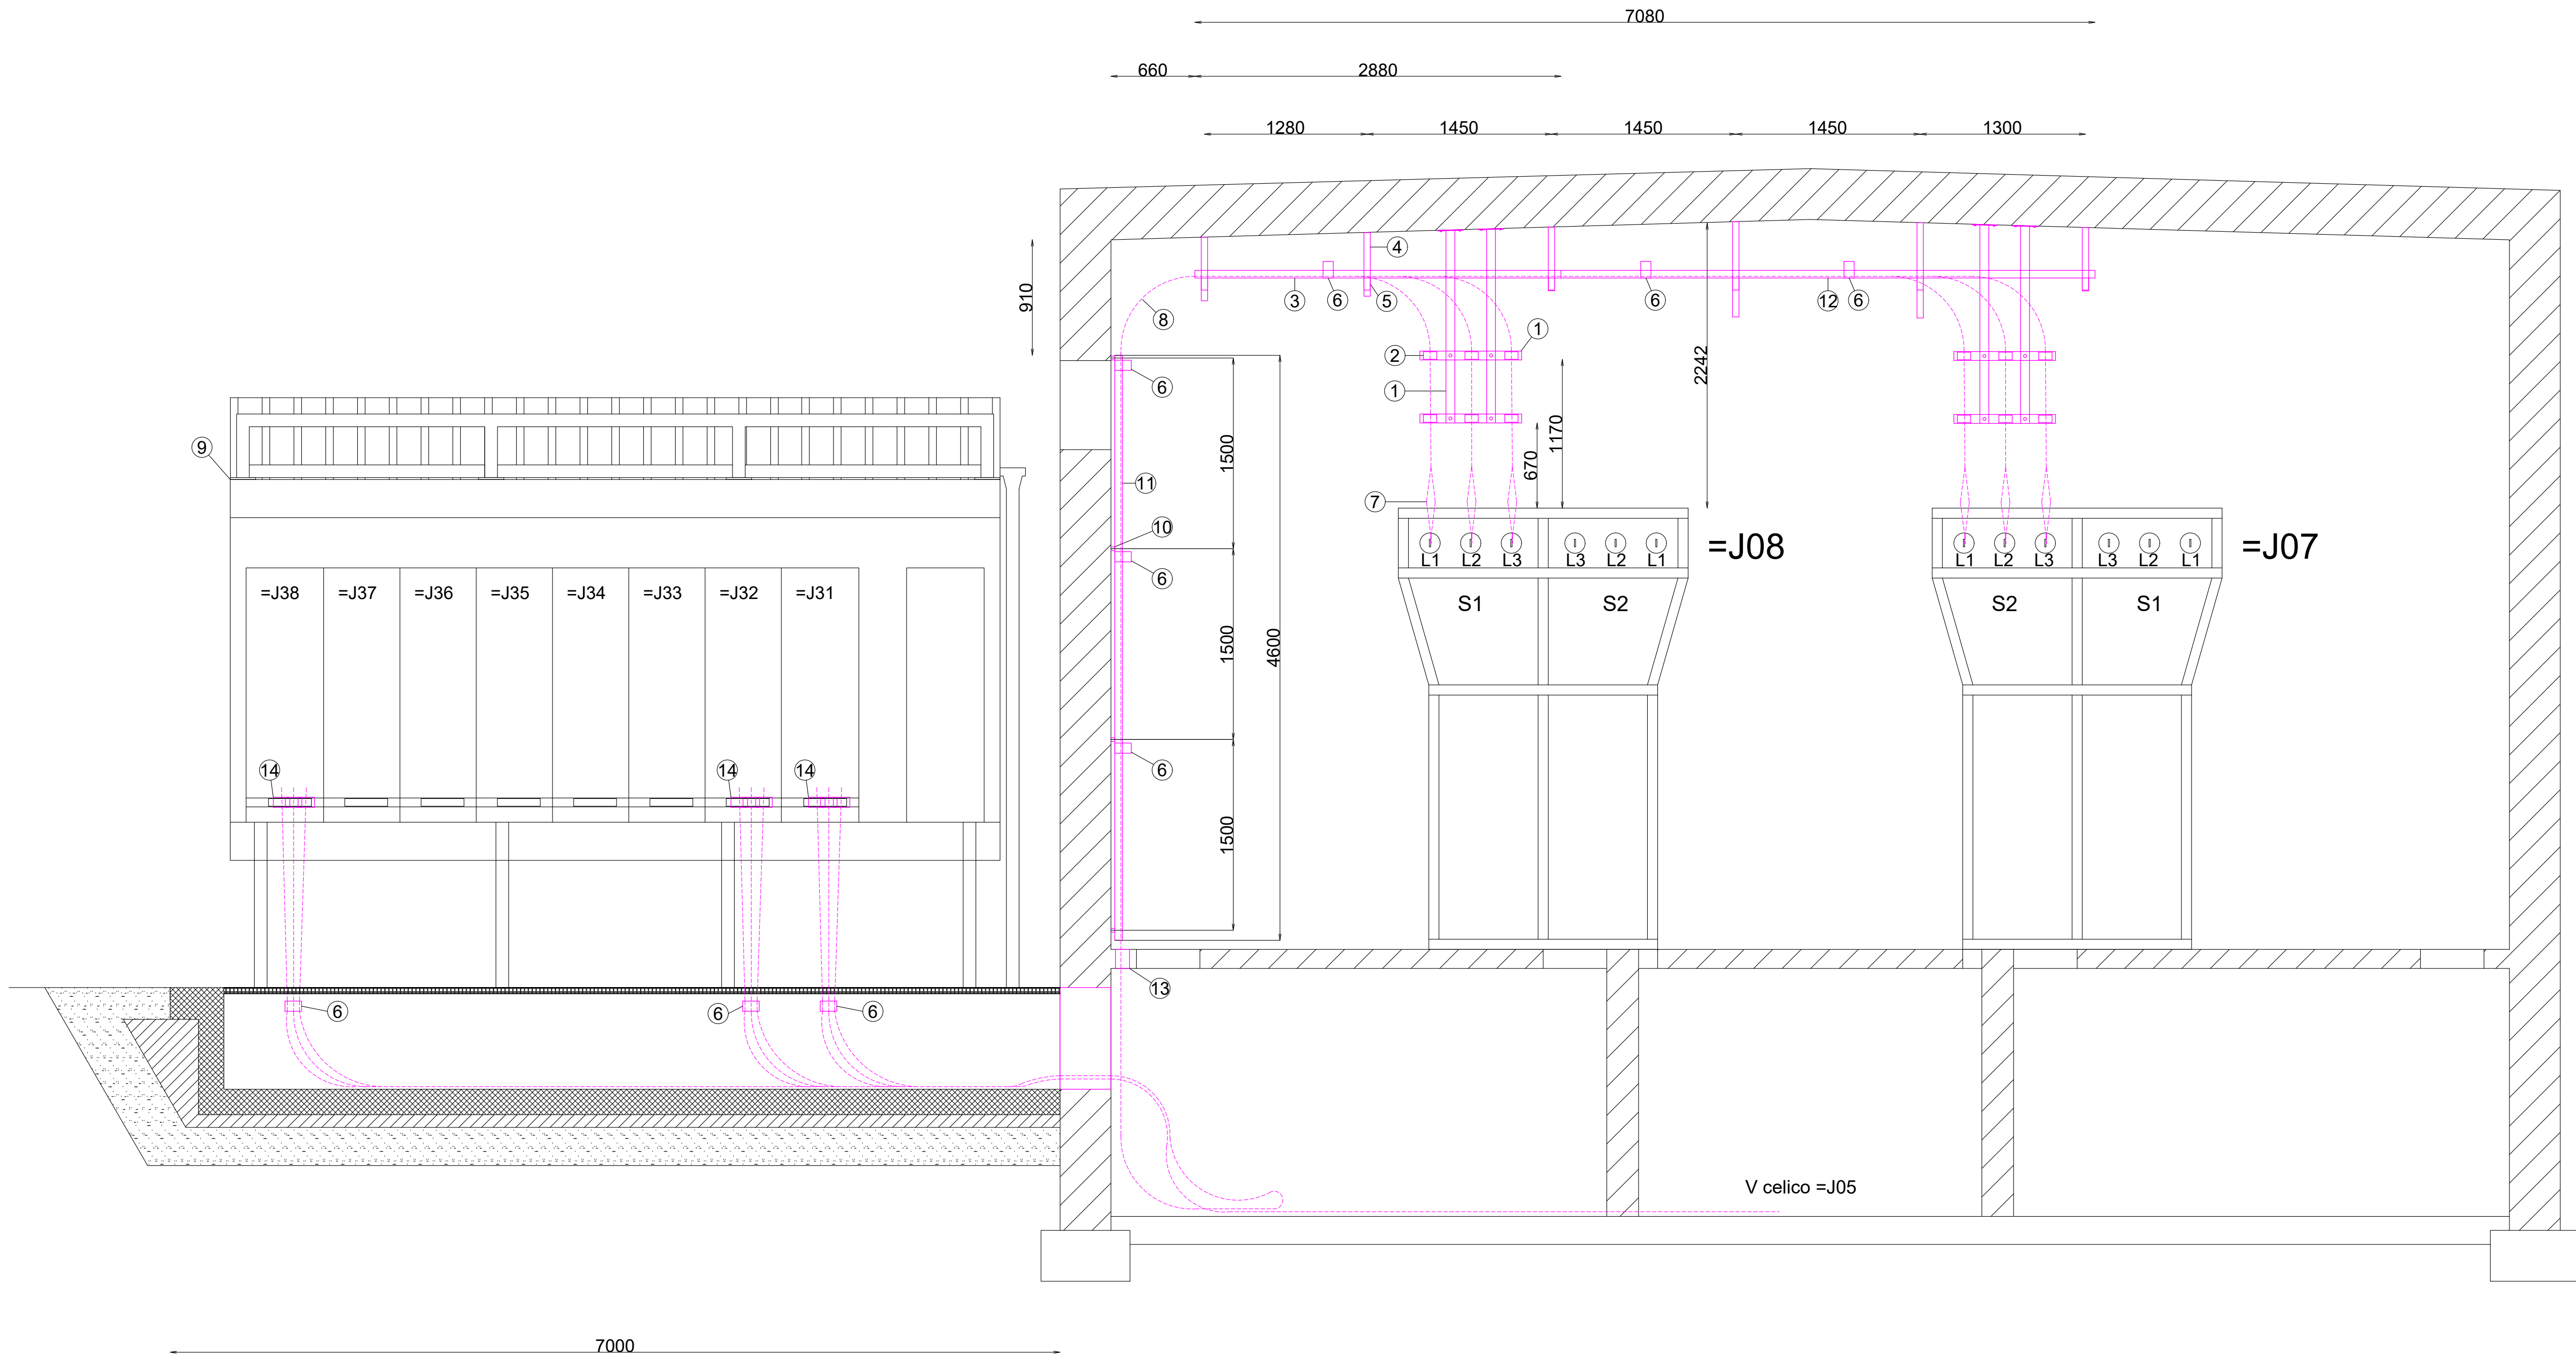 7080
660 2880
1280 1450 1450 1450 1300
4
910
3 6 5 6 12 6
8
1
2
2242
6
1
1170
1500
9
670
11
7
10
=J08 =J07
L1 L2 L3 L3 L2 L1 L1 L2 L3 L3 L2 L1
6
=J38 =J37 =J36 =J35 =J34 =J33 =J32 =J31
S1 S2 S2 S1
1500
4600
14 14 14
6
1500
13
6 6 6
V celico =J05
7000